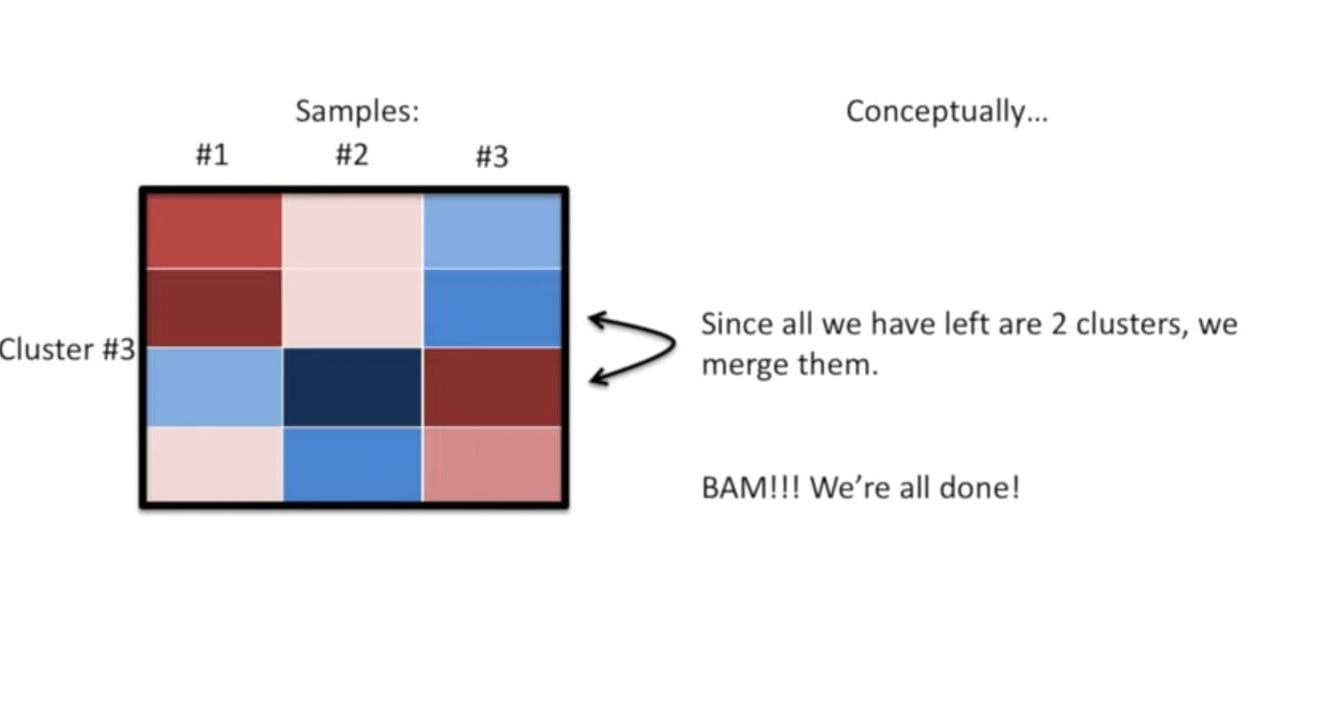 Samples:
Conceptually...
#1 #2 #3
Cluster #3
Since all we have left are 2 clusters, we
merge them.
BAM!!! We’re all done!